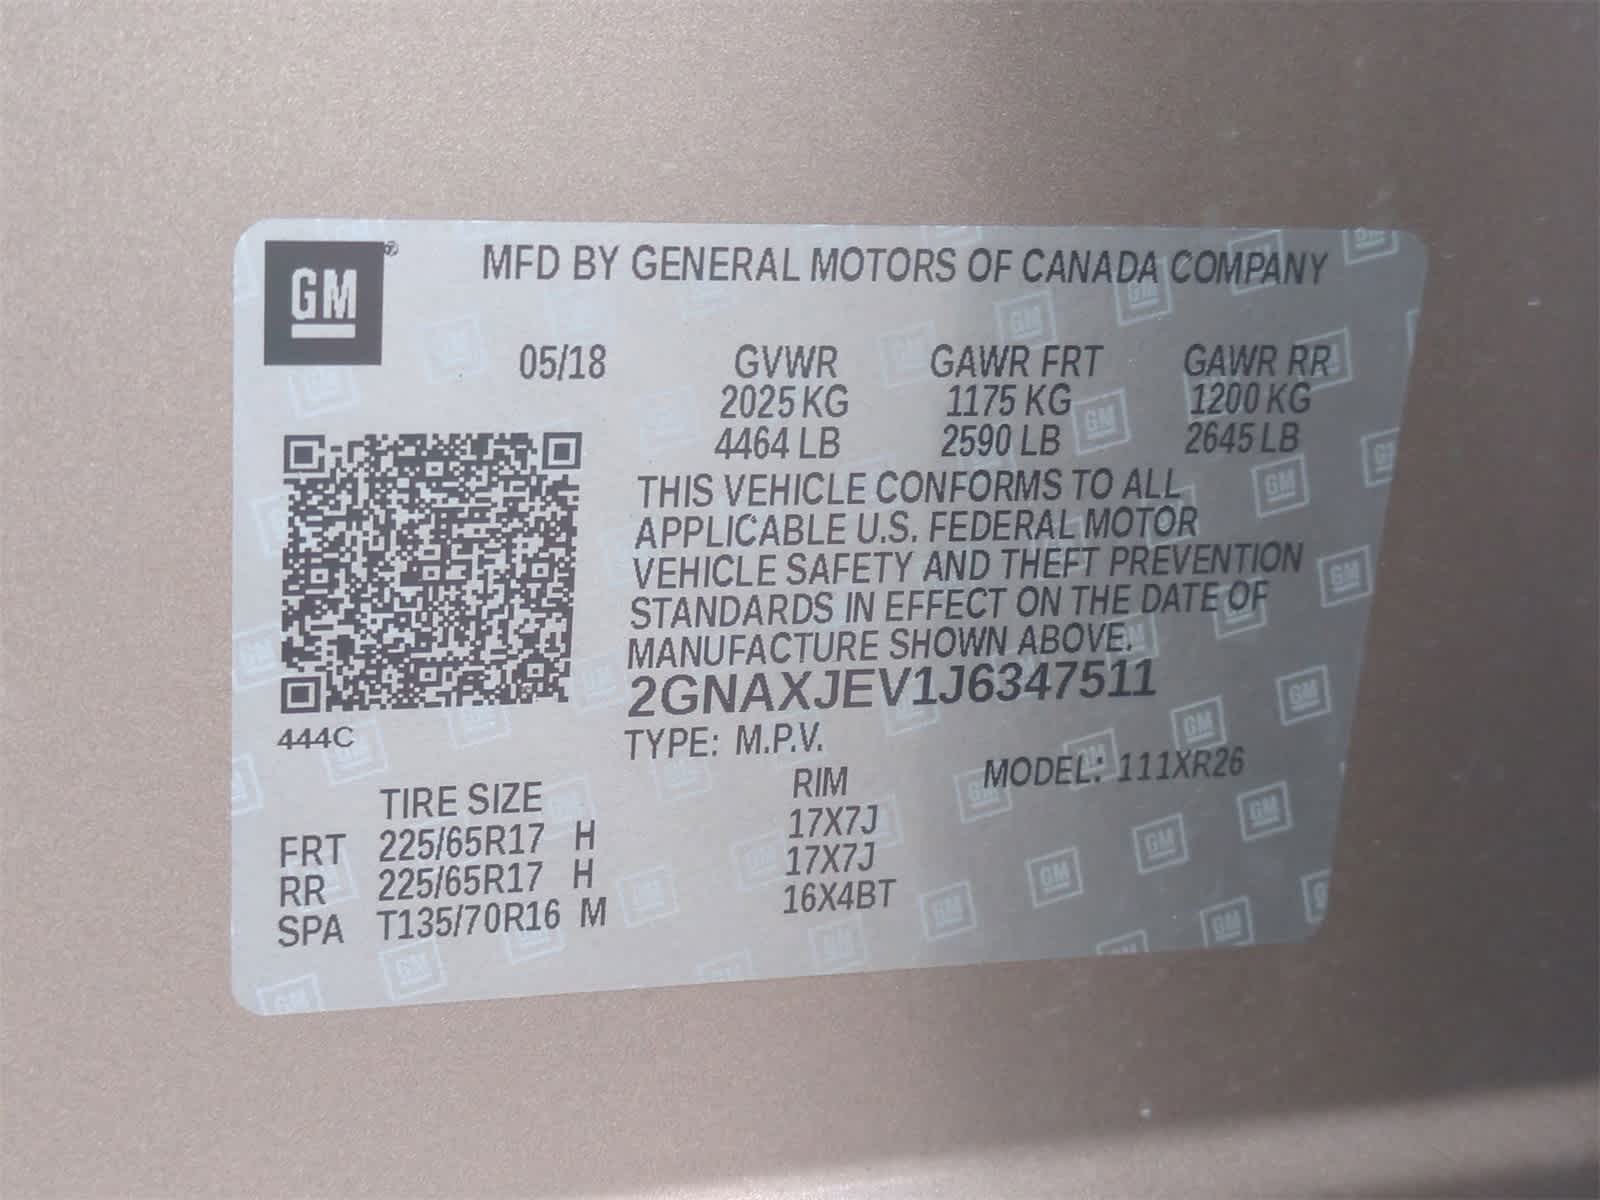 GM
MFD BY GENERAL MOTORS OF CANADA COMPANY
05/18 GVWR GAWR FRT GAWR RR
2025 KG 1175 KG 1200 KG
4464 LB 2590 LB 2645 LB
THIS VEHICLE CONFORMS TO ALL
APPLICABLE U.S. FEDERAL MOTOR
VEHICLE SAFETY AND THEFT PREVENTION
STANDARDS IN EFFECT ON THE DATE OF
MANUFACTURE SHOWN ABOVE.
2GNAXJEV1J6347511
444C
TYPE: M.P.V.
MODEL: 111XR26
TIRE SIZE RIM
FRT 225/65R17 H 17X7J
RR 225/65R17 H 17X7J
SPA T135/70R16 M 16X4BT